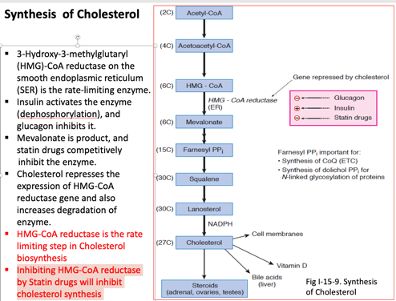 Synthesis of Cholesterol
▪ 3-Hydroxy-3-methylglutaryl
(HMG)-CoA reductase on the
smooth endoplasmic reticulum
(SER) is the rate-limiting enzyme.
▪ Insulin activates the enzyme
(dephosphorylation), and
glucagon inhibits it.
▪ Mevalonate is product, and
statin drugs competitively
inhibit the enzyme.
▪ Cholesterol represses the
expression of HMG-CoA
reductase gene and also
increases degradation of
enzyme.
▪ HMG-CoA reductase is the rate
limiting step in Cholesterol
biosynthesis
▪ Inhibiting HMG-CoA reductase
by Statin drugs will inhibit
cholesterol synthesis
(2C) Acetyl-CoA
(4C) Acetoacetyl-CoA
(6C) HMG - CoA
Gene repressed by cholesterol
HMG - CoA reductase
(ER)
⊖ Glucagon
⊕ Insulin
⊖ Statin drugs
(6C) Mevalonate
(15C) Farnesyl PPi
Farnesyl PPi important for:
• Synthesis of CoQ (ETC)
• Synthesis of dolichol PPi for
N-linked glycosylation of proteins
(30C) Squalene
(30C) Lanosterol
NADPH
(27C) Cholesterol
Cell membranes
Vitamin D
Bile acids
(liver)
Steroids
(adrenal, ovaries, testes)
Fig I-15-9. Synthesis
of Cholesterol